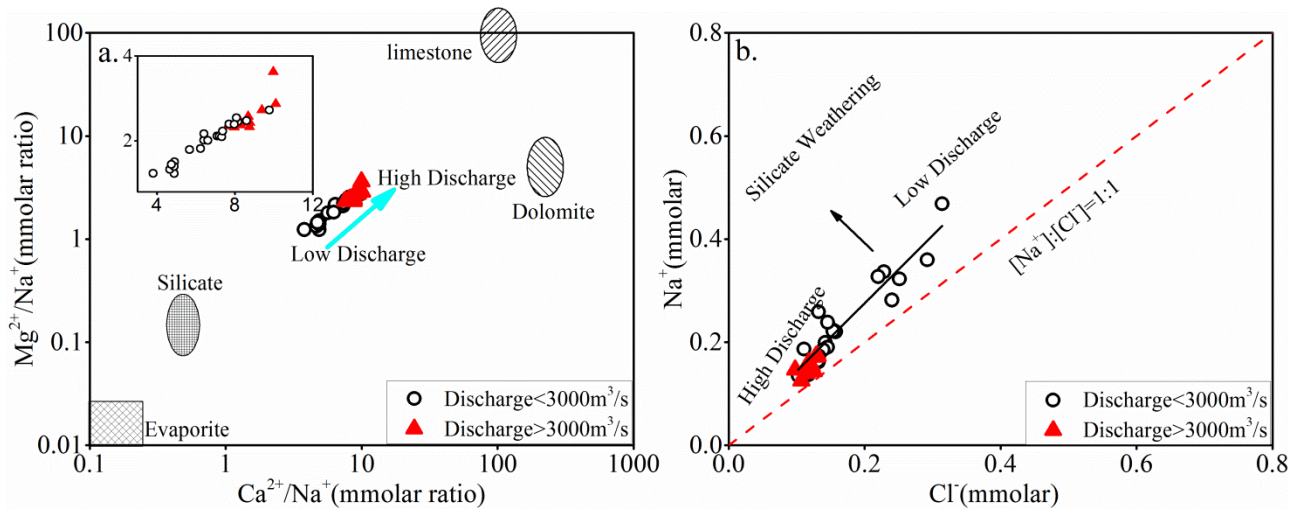 a.
100
10
1
0.1
0.01
Mg²⁺/Na⁺(mmolar ratio)
4
2
4 8 12
limestone
High Discharge
Dolomite
Low Discharge
Silicate
Evaporite
Discharge<3000m³/s
Discharge>3000m³/s
0.1 1 10 100 1000
Ca²⁺/Na⁺(mmolar ratio)
b.
0.8
0.6
0.4
0.2
0.0
Na⁺(mmolar)
Silicate Weathering
Low Discharge
[Na⁺]:[Cl⁻]=1:1
High Discharge
Discharge<3000m³/s
Discharge>3000m³/s
0.0 0.2 0.4 0.6 0.8
Cl⁻(mmolar)